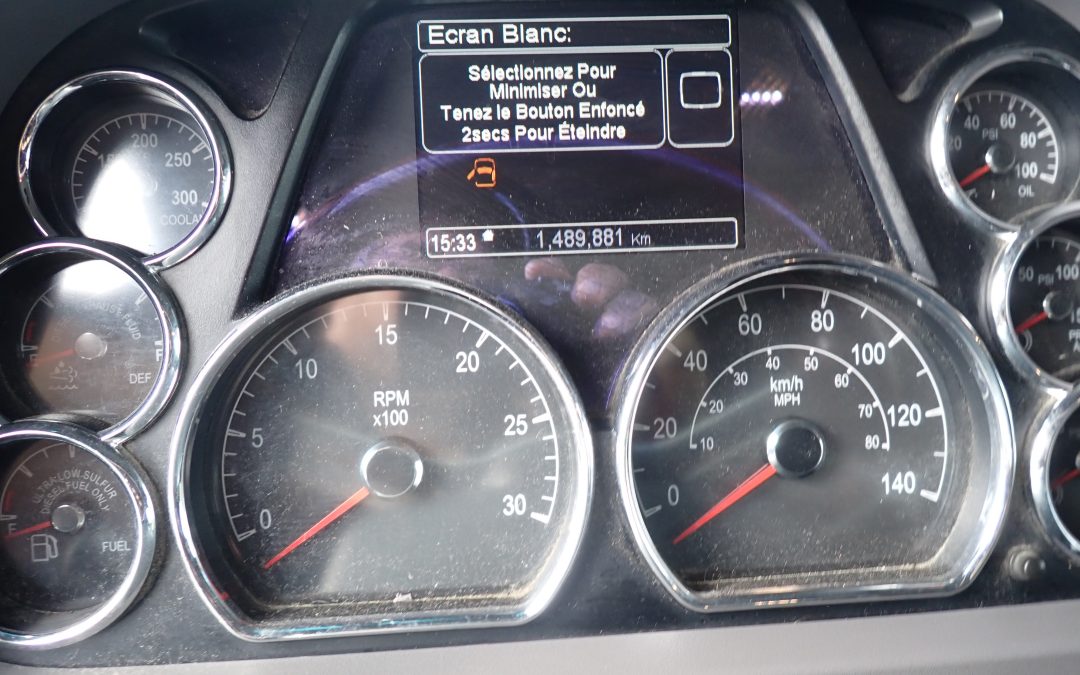 Ecran Blanc:
Sélectionnez Pour
Minimiser Ou
Tenez le Bouton Enfoncé
2secs Pour Éteindre
15:33 1,489,881 Km
200
250
300
40 60
20 80
PSI
100
OIL
DEF
F
50 PSI 100
ULTRA-LOW SULFUR
DIESEL FUEL ONLY
FUEL
0 5 10 15 20 25 30
RPM
x100
0 20 40 60 80 100 120 140
km/h
MPH
10 20 30 40 50 60 70 80